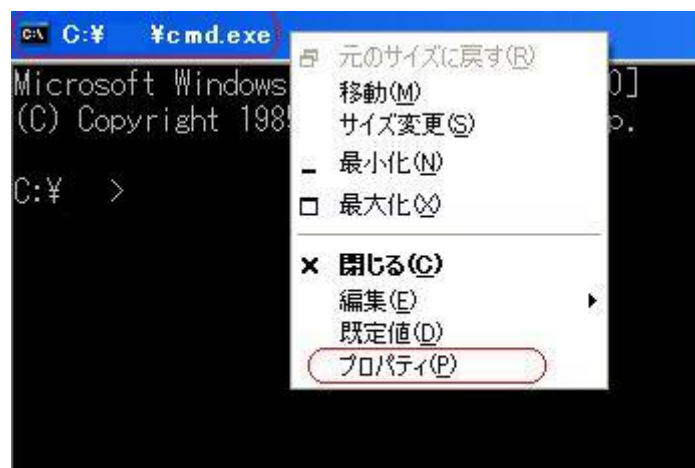 C:¥ ¥cmd.exe
Microsoft Windows 0]
(C) Copyright 198 p.
C:¥ >
元のサイズに戻す(R)
移動(M)
サイズ変更(S)
最小化(N)
最大化(X)
閉じる(C)
編集(E)
既定値(D)
プロパティ(P)